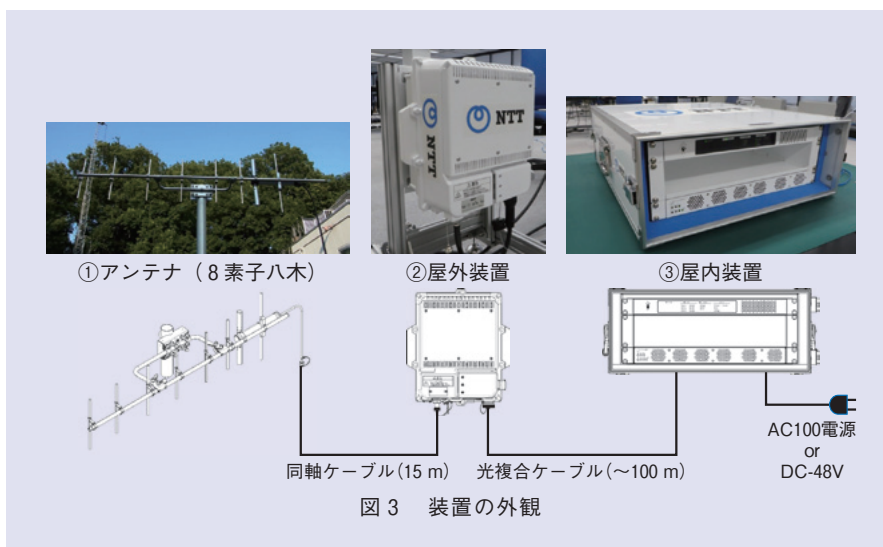 NTT
NTT
①アンテナ（8素子八木）
②屋外装置
③屋内装置
同軸ケーブル(15 m)
光複合ケーブル(～100 m)
AC100電源
or
DC-48V
図3　装置の外観